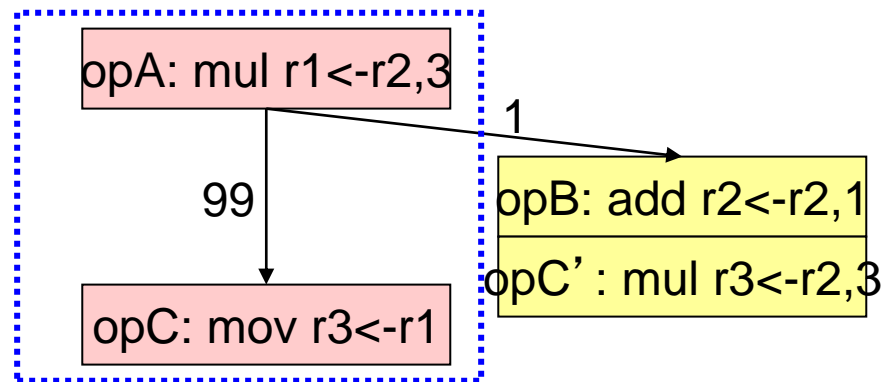 opA: mul r1<-r2,3
1
99
opB: add r2<-r2,1
opC’: mul r3<-r2,3
opC: mov r3<-r1